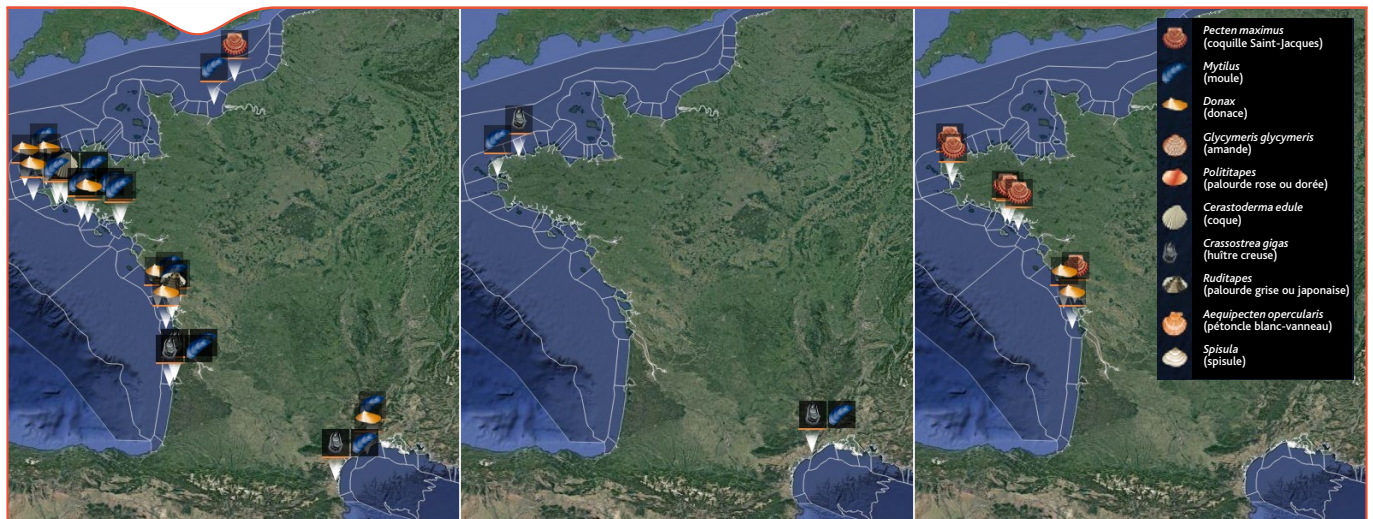 Pecten maximus
(coquille Saint-Jacques)
Mytilus
(moule)
Donax
(donace)
Glycymeris glycymeris
(amande)
Polititapes
(palourde rose ou dorée)
Cerastoderma edule
(coque)
Crassostrea gigas
(huître creuse)
Ruditapes
(palourde grise ou japonaise)
Aequipecten opercularis
(pétoncle blanc-vanneau)
Spisula
(spisule)